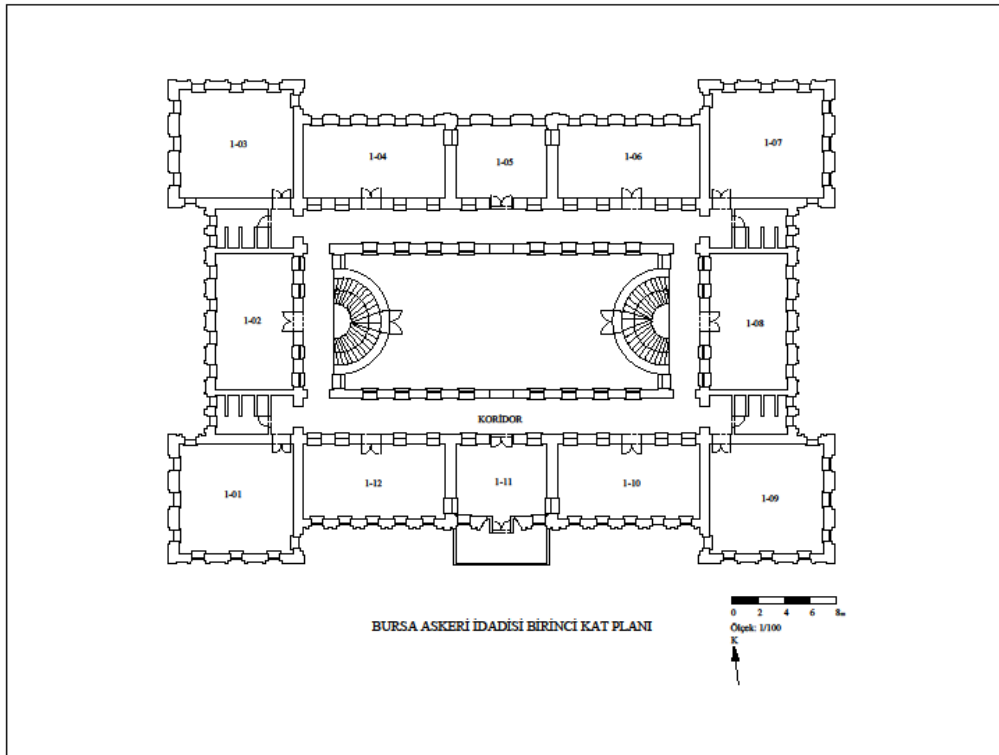 1-03
1-04
1-05
1-06
1-07
1-02
1-08
KORİDOR
1-01
1-12
1-11
1-10
1-09
BURSA ASKERİ İDADİSİ BİRİNCİ KAT PLANI
0 2 4 6 8m
Ölçek: 1/100
K